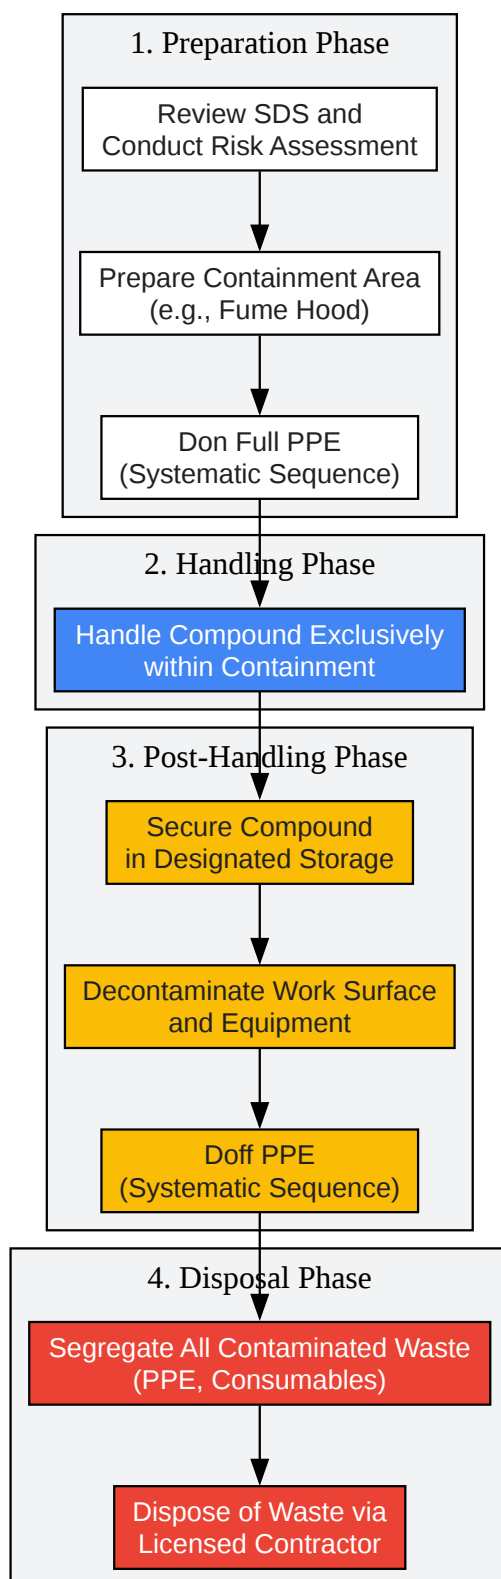 1. Preparation Phase
Review SDS and
Conduct Risk Assessment
Prepare Containment Area
(e.g., Fume Hood)
Don Full PPE
(Systematic Sequence)
2. Handling Phase
Handle Compound Exclusively
within Containment
3. Post-Handling Phase
Secure Compound
in Designated Storage
Decontaminate Work Surface
and Equipment
Doff PPE
(Systematic Sequence)
4. Disposal Phase
Segregate All Contaminated Waste
(PPE, Consumables)
Dispose of Waste via
Licensed Contractor